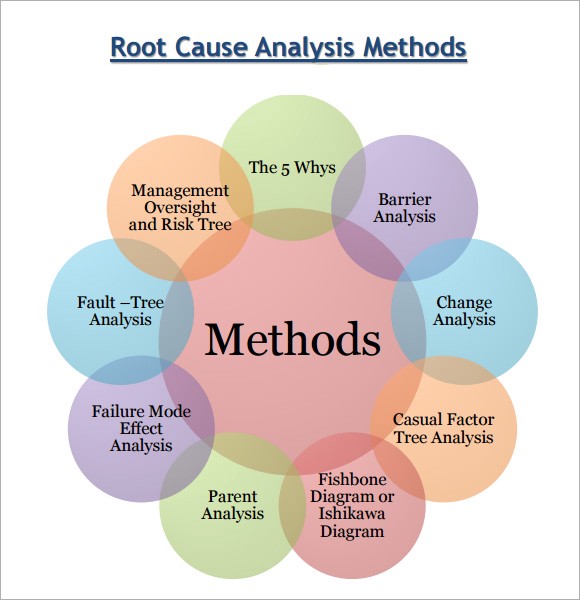 Root Cause Analysis Methods
The 5 Whys
Barrier
Analysis
Change
Analysis
Casual Factor
Tree Analysis
Fishbone
Diagram or
Ishikawa
Diagram
Parent
Analysis
Failure Mode
Effect
Analysis
Fault –Tree
Analysis
Management
Oversight
and Risk Tree
Methods